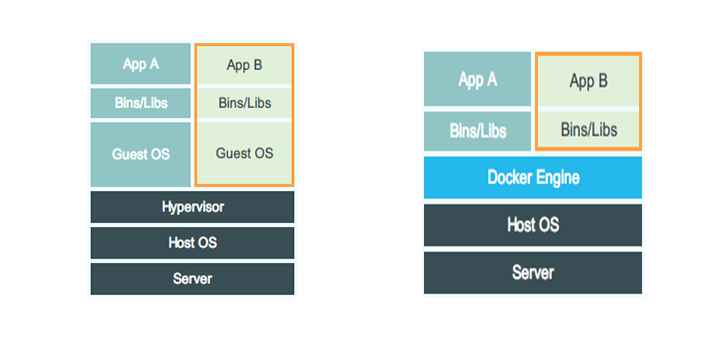 App A
App B
Bins/Libs
Bins/Libs
Guest OS
Guest OS
Hypervisor
Host OS
Server
App A
App B
Bins/Libs
Bins/Libs
Docker Engine
Host OS
Server